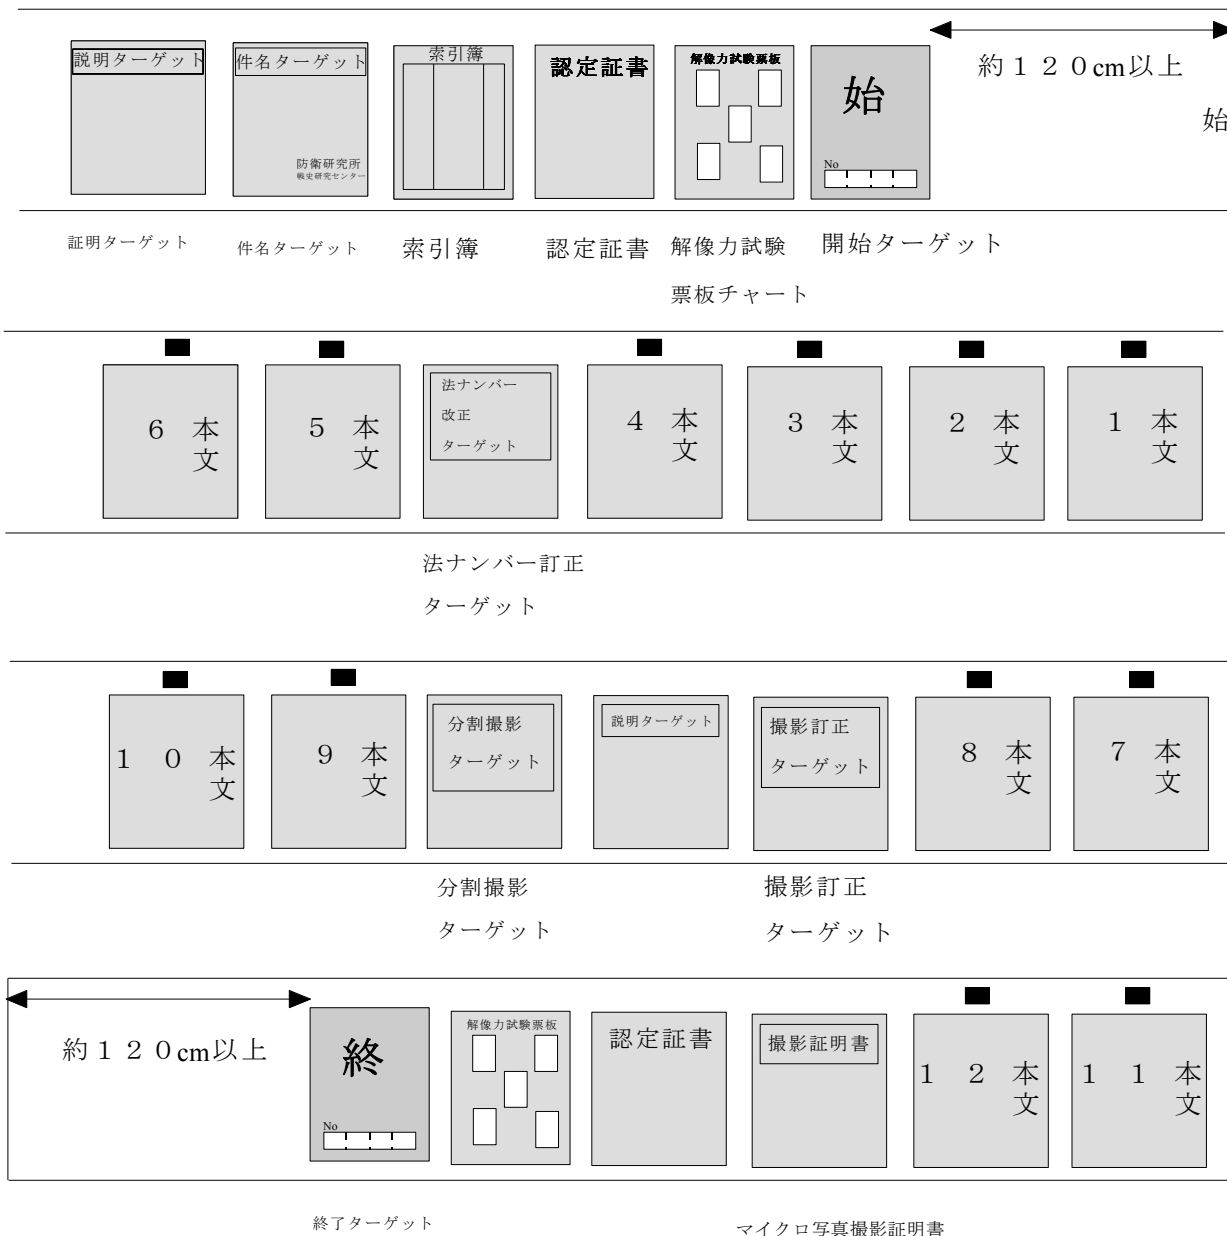 説明ターゲット
件名ターゲット
防衛研究所
戦史研究センター
索引簿
認定証書
解像力試験票板
始
No
約１２０cm以上
始
証明ターゲット
件名ターゲット
索引簿
認定証書
解像力試験
票板チャート
開始ターゲット
６ 本文
５ 本文
法ナンバー
改正
ターゲット
４ 本文
３ 本文
２ 本文
１ 本文
法ナンバー訂正
ターゲット
１０ 本文
９ 本文
分割撮影
ターゲット
説明ターゲット
撮影訂正
ターゲット
８ 本文
７ 本文
分割撮影
ターゲット
撮影訂正
ターゲット
約１２０cm以上
終
No
解像力試験票板
認定証書
撮影証明書
１２ 本文
１１ 本文
終了ターゲット
マイクロ写真撮影証明書